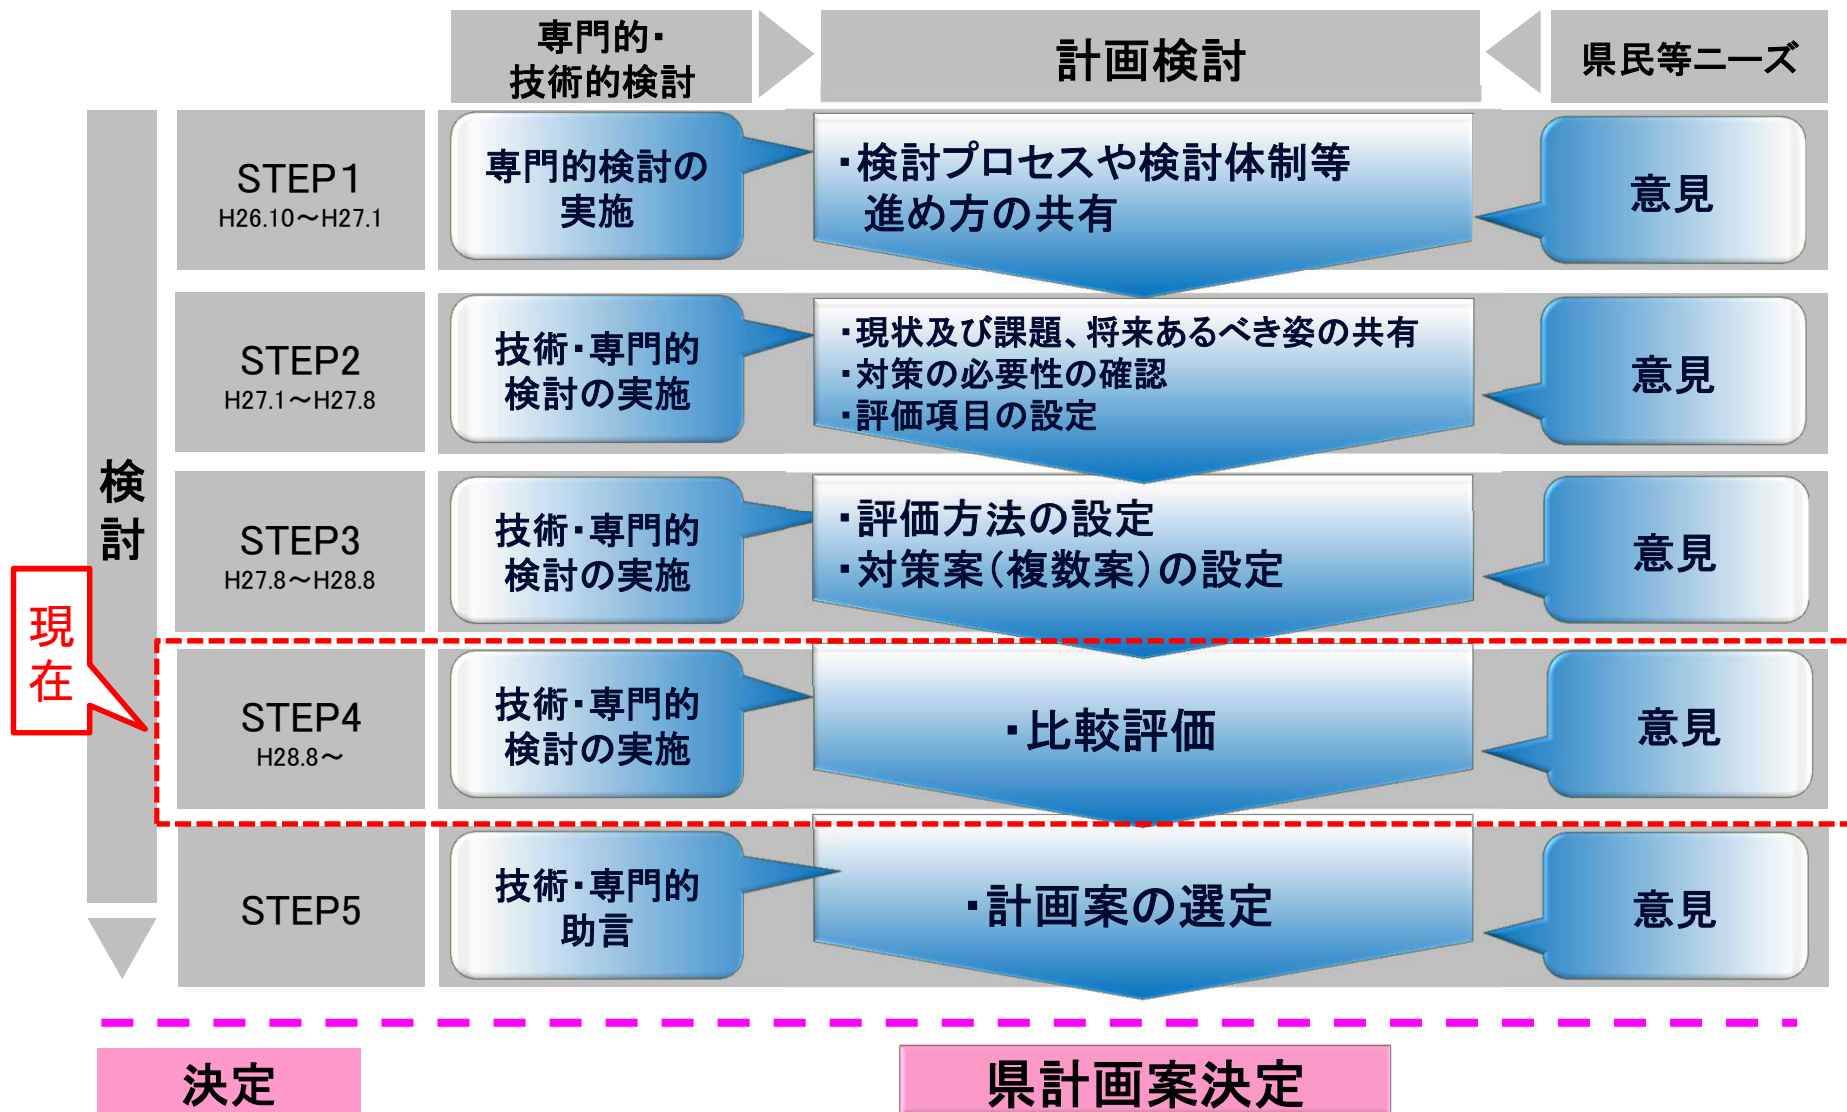 専門的・
技術的検討
計画検討
県民等ニーズ
検討
STEP1
H26.10～H27.1
専門的検討の
実施
・検討プロセスや検討体制等
進め方の共有
意見
STEP2
H27.1～H27.8
技術・専門的
検討の実施
・現状及び課題、将来あるべき姿の共有
・対策の必要性の確認
・評価項目の設定
意見
STEP3
H27.8～H28.8
技術・専門的
検討の実施
・評価方法の設定
・対策案（複数案）の設定
意見
現在
STEP4
H28.8～
技術・専門的
検討の実施
・比較評価
意見
STEP5
技術・専門的
助言
・計画案の選定
意見
決定
県計画案決定